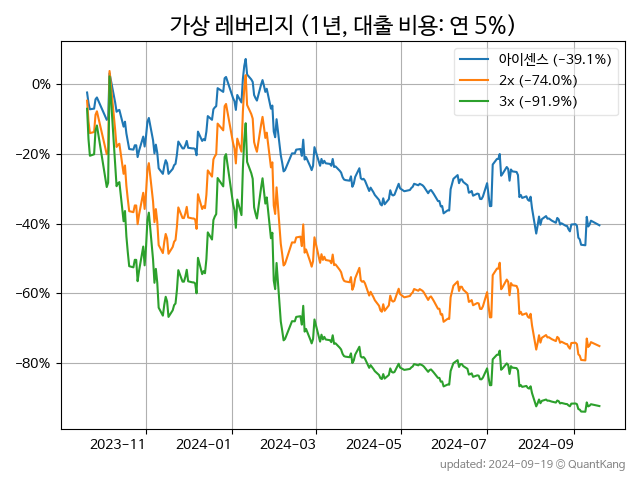 가상 레버리지 (1년, 대출 비용: 연 5%)
아이센스 (−39.1%)
2x (−74.0%)
3x (−91.9%)
0%
−20%
−40%
−60%
−80%
2023−11 2024−01 2024−03 2024−05 2024−07 2024−09
updated: 2024−09−19 © QuantKang